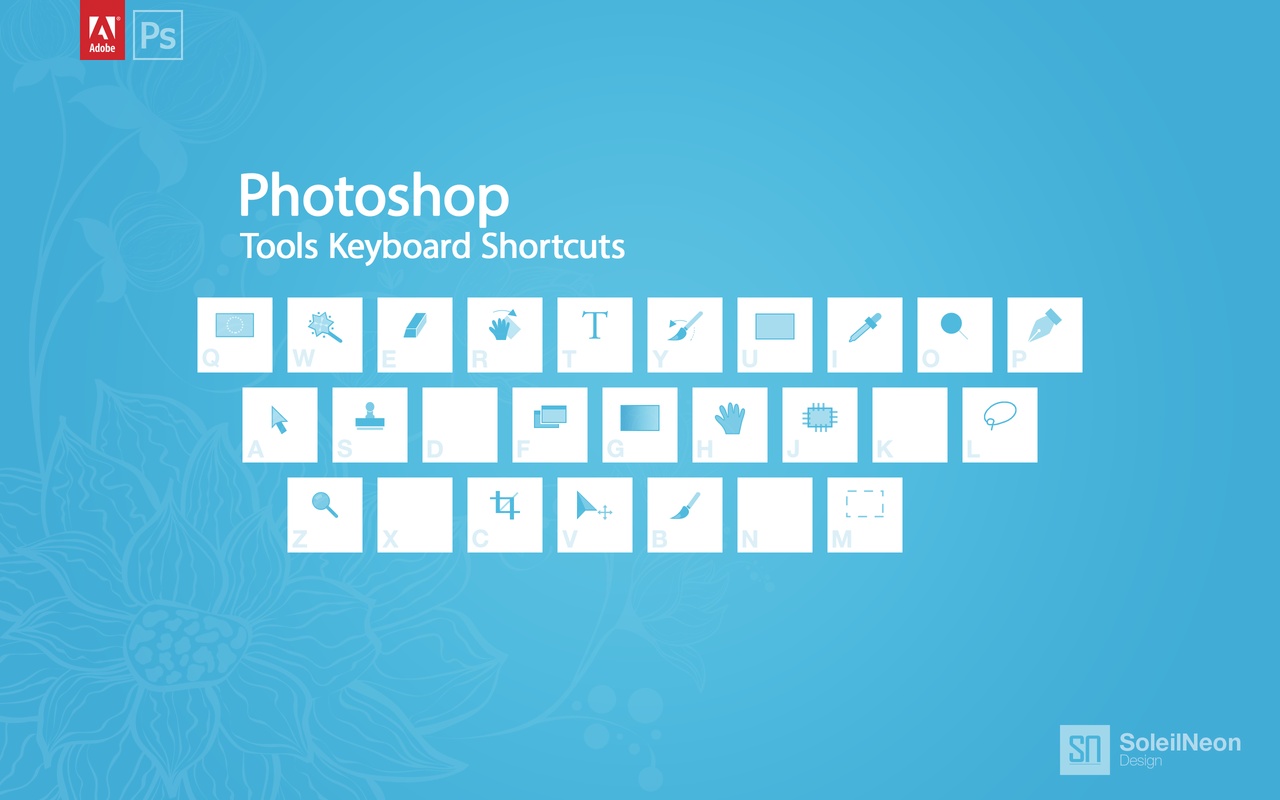 Adobe
Ps
Photoshop
Tools Keyboard Shortcuts
Q W E R T Y U I O P
A S D F G H J K L
Z X C V B N M
SN
SoleilNeon
Design